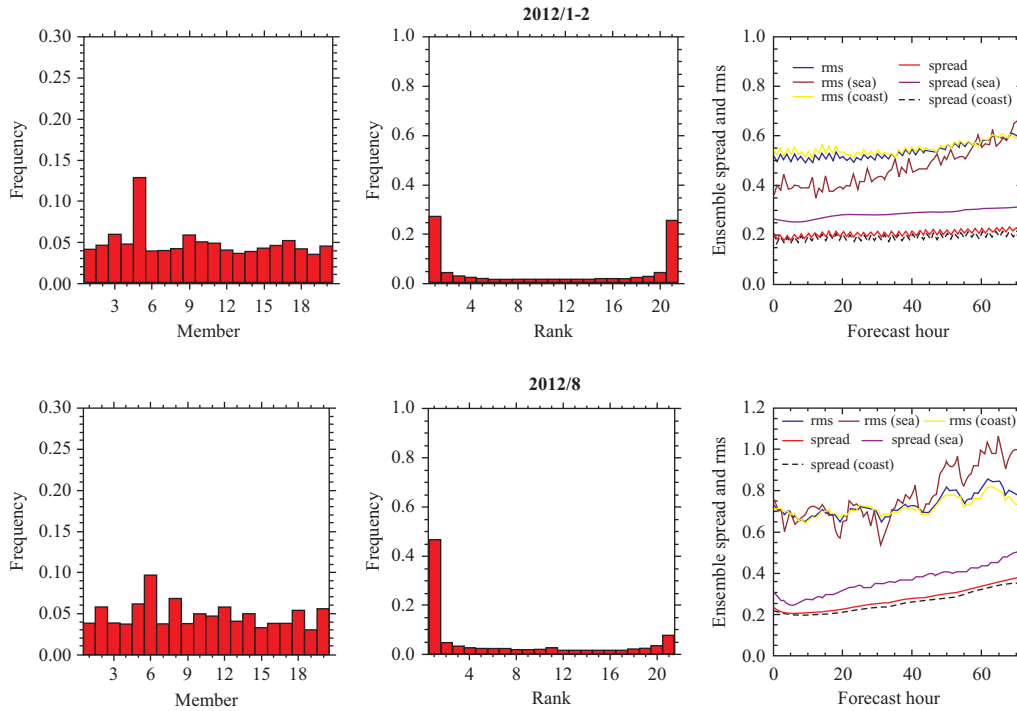 2012/1-2
Frequency
0.30
0.25
0.20
0.15
0.10
0.05
0.00
3 6 9 12 15 18
Member
Frequency
1.0
0.8
0.6
0.4
0.2
0.0
4 8 12 16 20
Rank
Ensemble spread and rms
1.0
0.8
0.6
0.4
0.2
0.0
rms spread
rms (sea) spread (sea)
rms (coast) spread (coast)
0 20 40 60
Forecast hour
2012/8
Frequency
0.30
0.25
0.20
0.15
0.10
0.05
0.00
3 6 9 12 15 18
Member
Frequency
1.0
0.8
0.6
0.4
0.2
0.0
4 8 12 16 20
Rank
Ensemble spread and rms
1.2
1.0
0.8
0.6
0.4
0.2
0.0
rms rms (sea) rms (coast)
spread spread (sea)
spread (coast)
0 20 40 60
Forecast hour